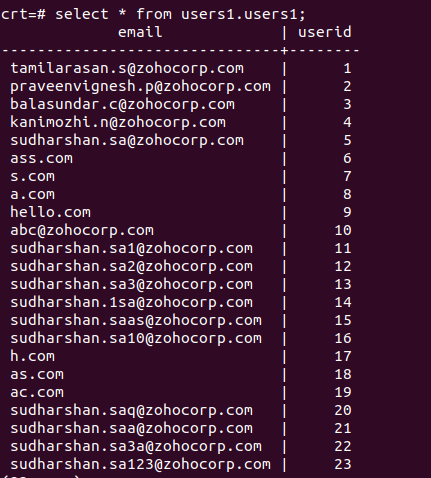 crt=# select * from users1.users1;
email | userid
-------------------------------+--------
tamilarasan.s@zohocorp.com | 1
praveenvignesh.p@zohocorp.com | 2
balasundar.c@zohocorp.com | 3
kanimozhi.n@zohocorp.com | 4
sudharshan.sa@zohocorp.com | 5
ass.com | 6
s.com | 7
a.com | 8
hello.com | 9
abc@zohocorp.com | 10
sudharshan.sa1@zohocorp.com | 11
sudharshan.sa2@zohocorp.com | 12
sudharshan.sa3@zohocorp.com | 13
sudharshan.1sa@zohocorp.com | 14
sudharshan.saas@zohocorp.com | 15
sudharshan.sa10@zohocorp.com | 16
h.com | 17
as.com | 18
ac.com | 19
sudharshan.saq@zohocorp.com | 20
sudharshan.saa@zohocorp.com | 21
sudharshan.sa3a@zohocorp.com | 22
sudharshan.sa123@zohocorp.com | 23